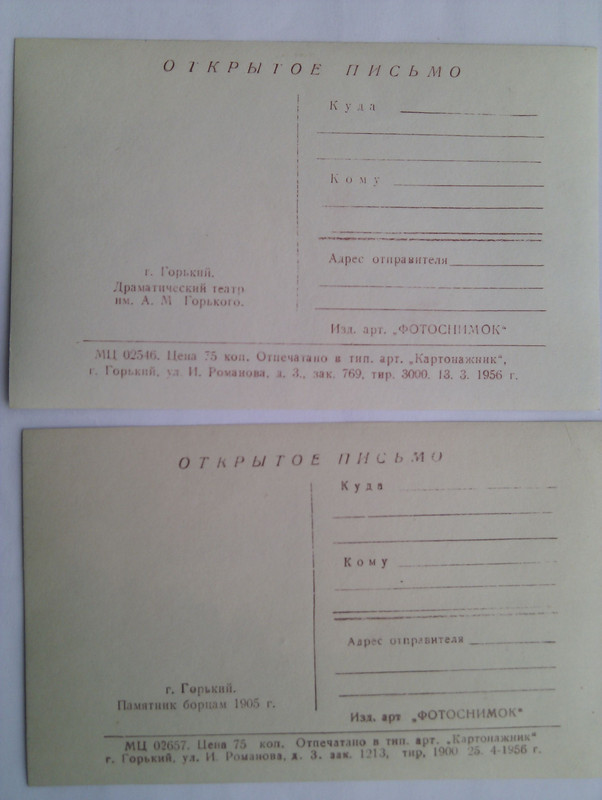 ОТКРЫТОЕ ПИСЬМО
Куда
Кому
Адрес отправителя
г. Горький.
Драматический театр
им. А. М Горького.
Изд. арт. „ФОТОСНИМОК“
МЦ 02546. Цена 75 коп. Отпечатано в тип. арт. „Картонажник“,
г. Горький, ул И. Романова, д. 3., зак. 769, тир. 3000. 13. 3. 1956 г.
ОТКРЫТОЕ ПИСЬМО
Куда
Кому
Адрес отправителя
г. Горький.
Памятник борцам 1905 г.
Изд. арт „ФОТОСНИМОК“
МЦ 02657. Цена 75 коп. Отпечатано в тип. арт. „Картонажник“
г. Горький, ул. И. Романова, д. 3. зак. 1213, тир. 1900 25. 4-1956 г.